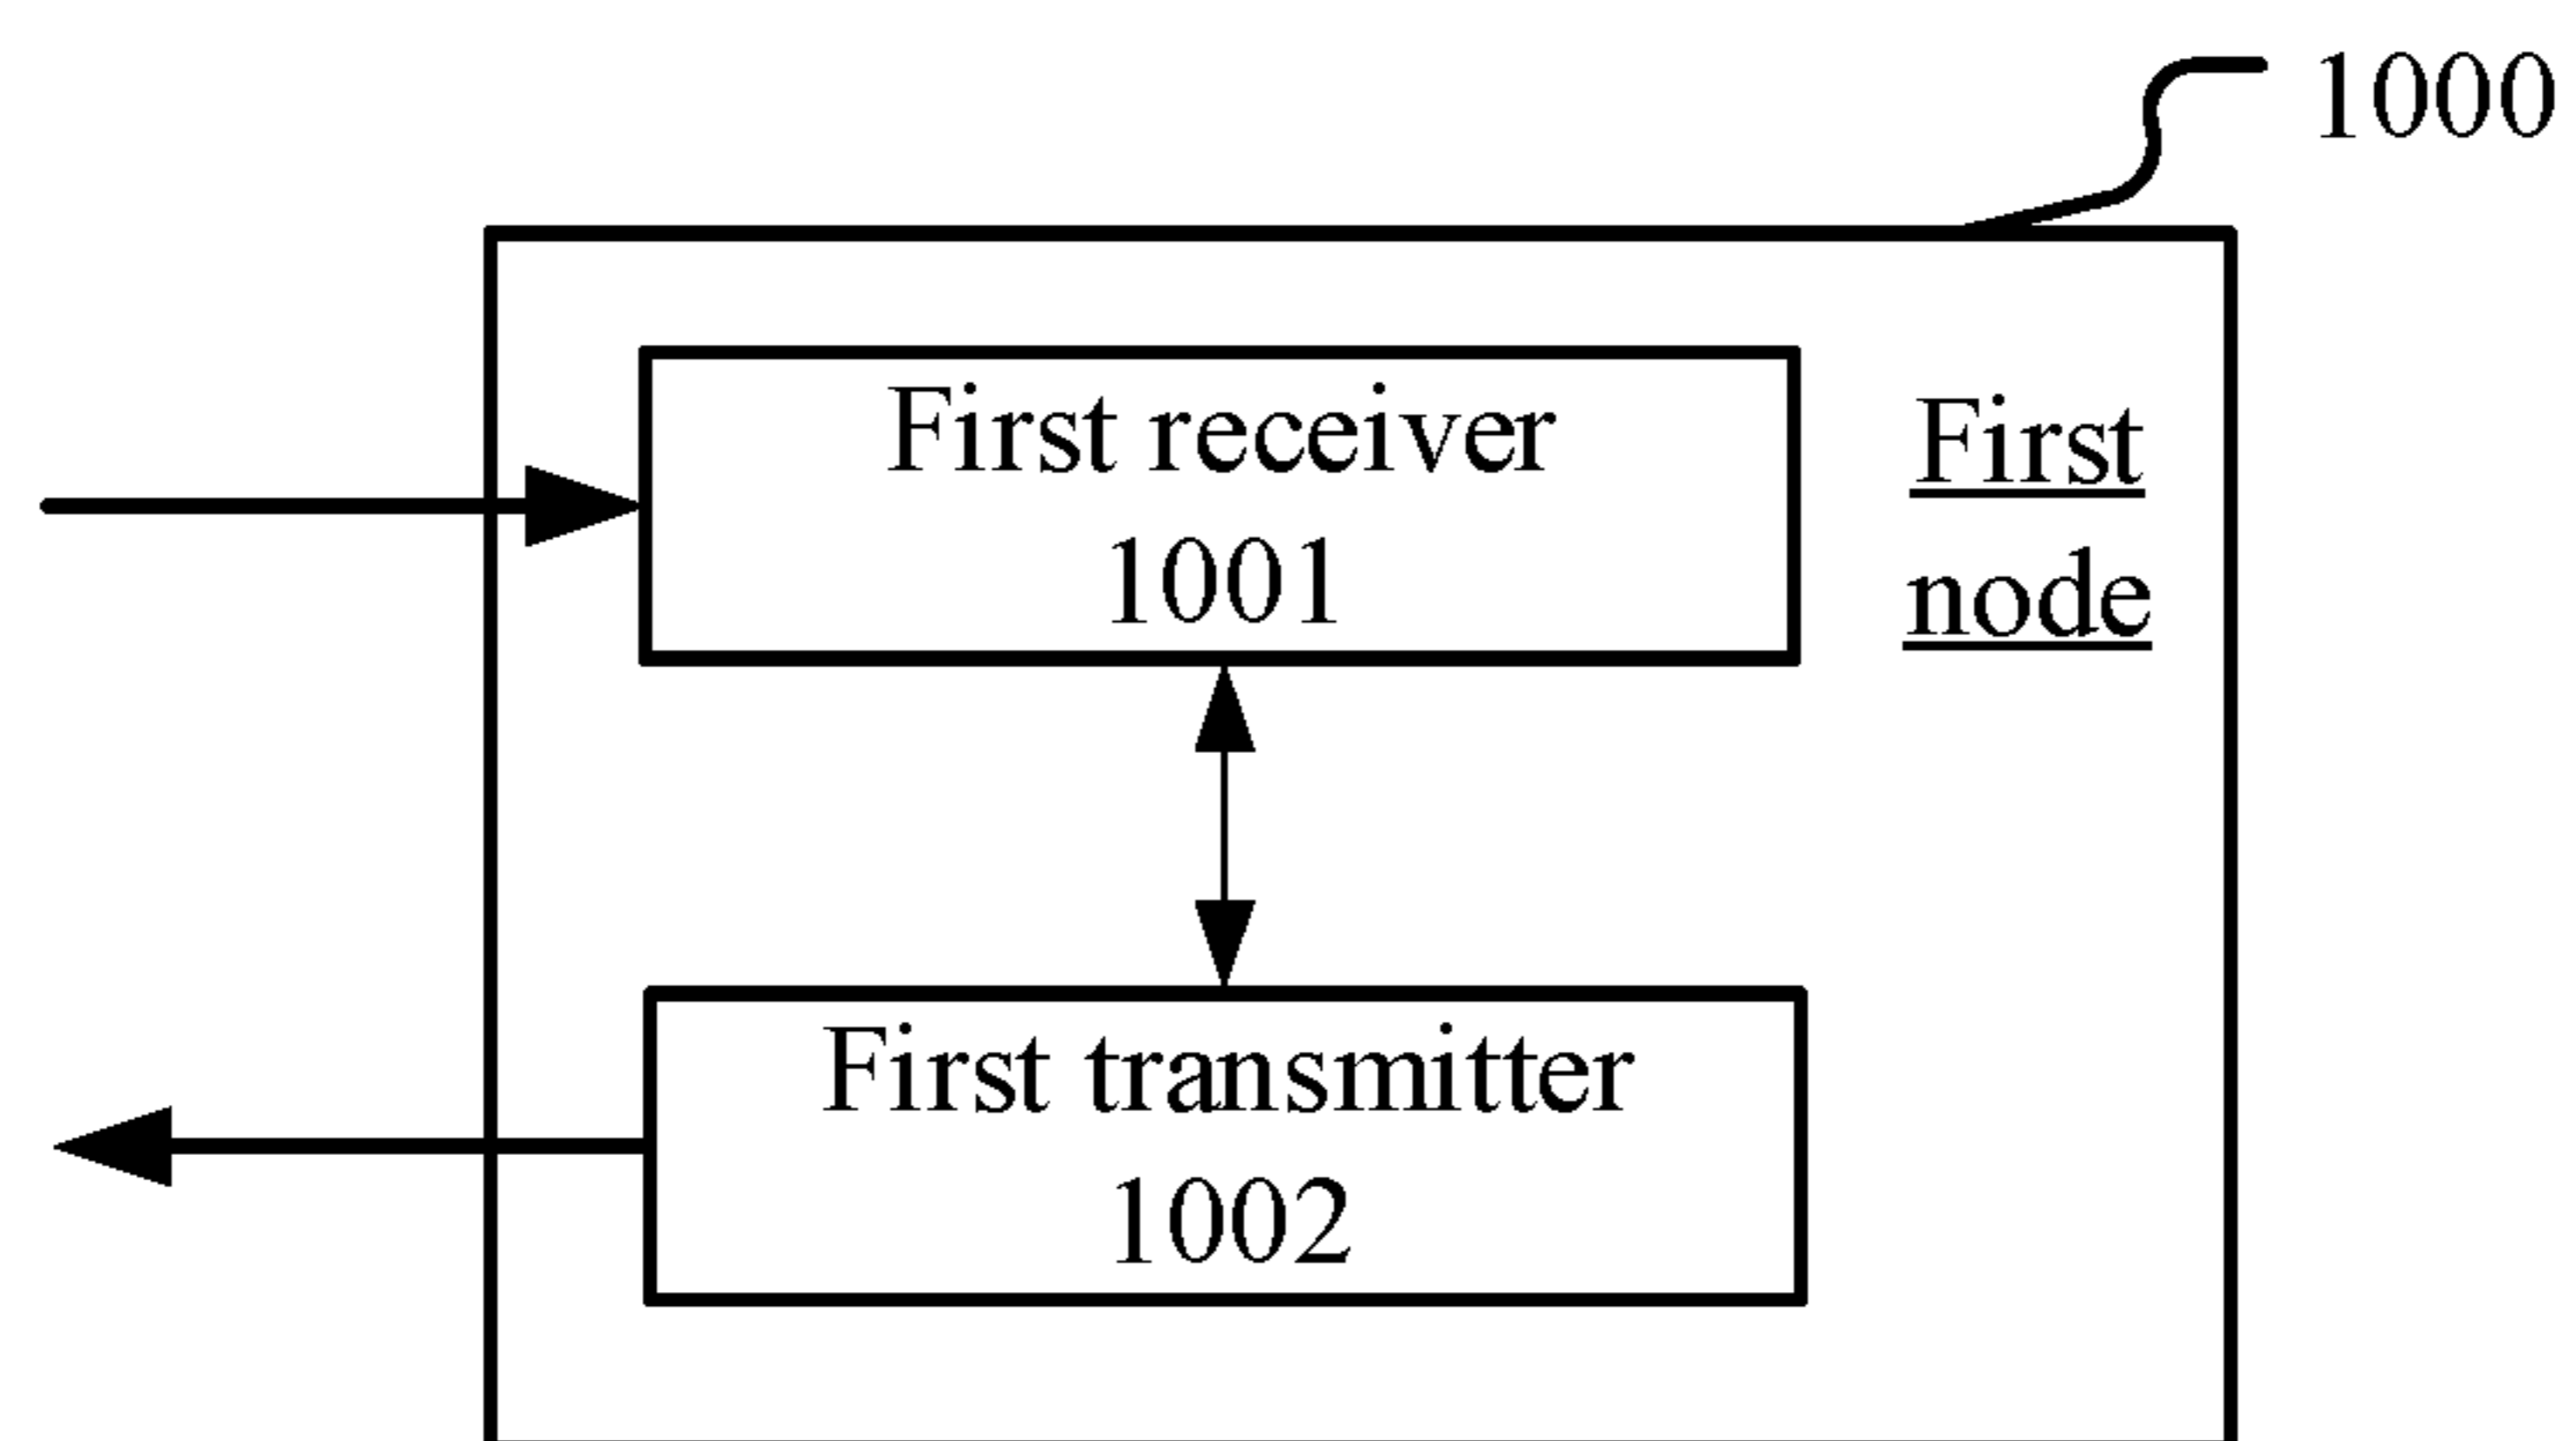 1000
First receiver
1001
First
node
First transmitter
1002